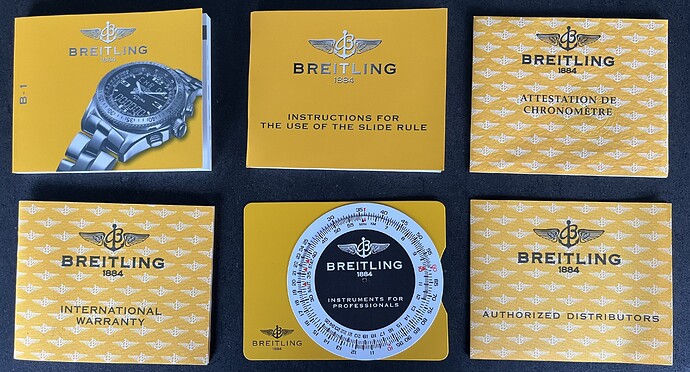 BREITLING
1884
B-1
BREITLING
1884
INSTRUCTIONS FOR
THE USE OF THE SLIDE RULE
BREITLING
1884
ATTESTATION DE
CHRONOMÈTRE
BREITLING
1884
INTERNATIONAL
WARRANTY
BREITLING
1884
INSTRUMENTS FOR
PROFESSIONALS
BREITLING
1884
BREITLING
1884
AUTHORIZED DISTRIBUTORS